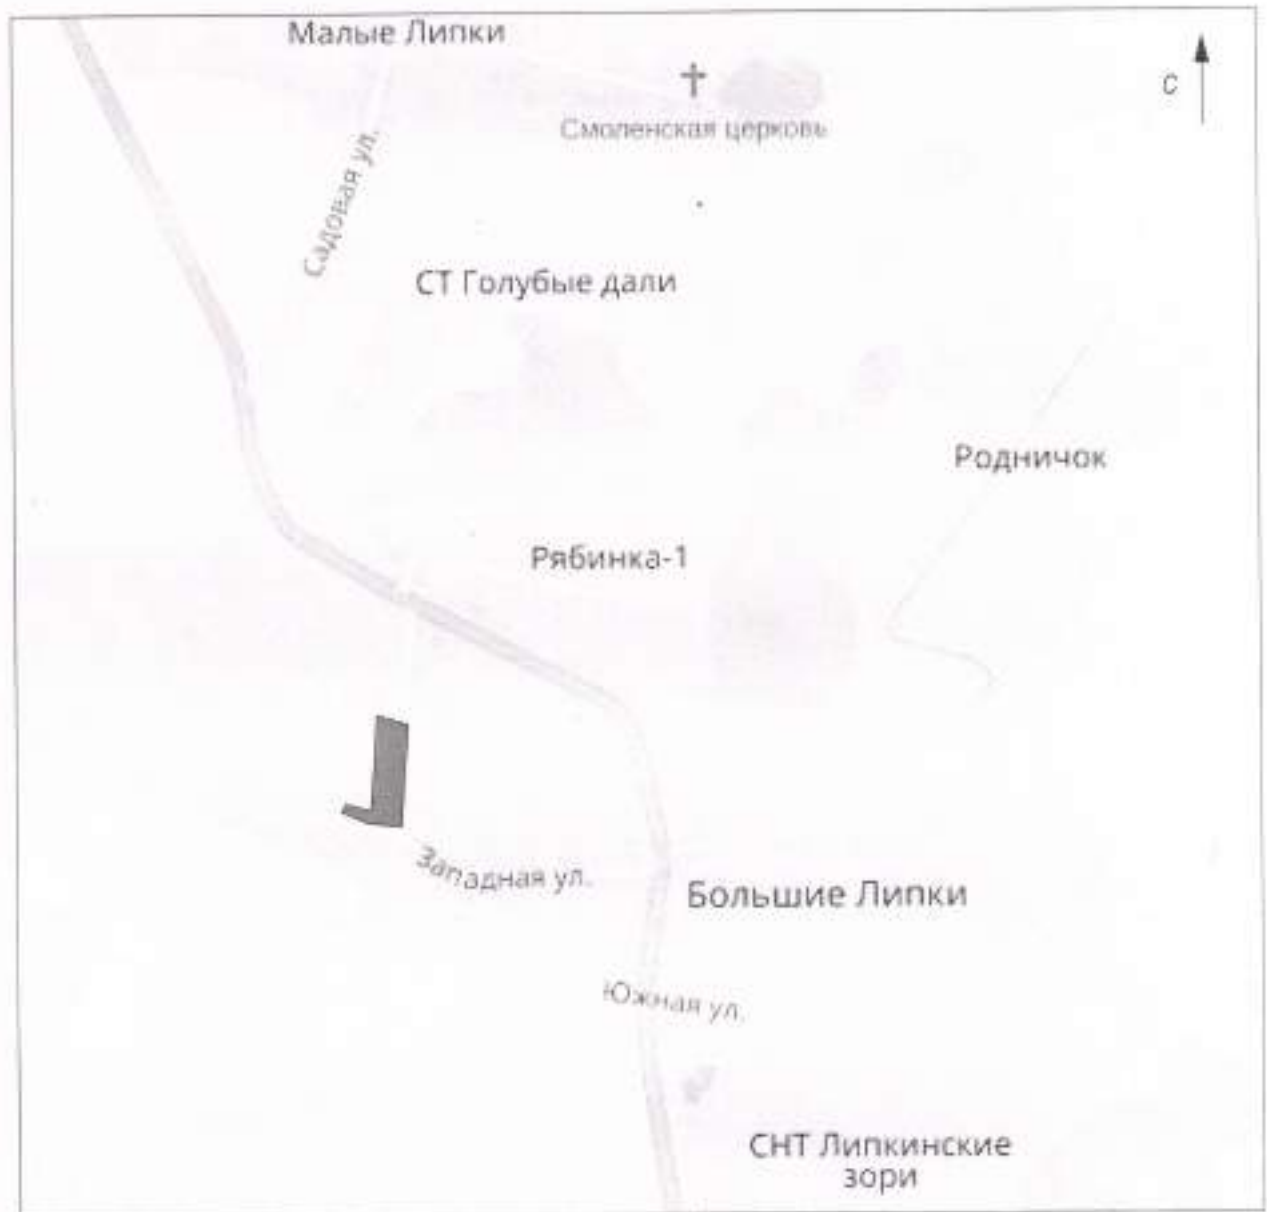 Малые Липки
С
Смоленская церковь
Садовая ул.
СТ Голубые дали
Родничок
Рябинка-1
Западная ул.
Большие Липки
Южная ул.
СНТ Липкинские
зори